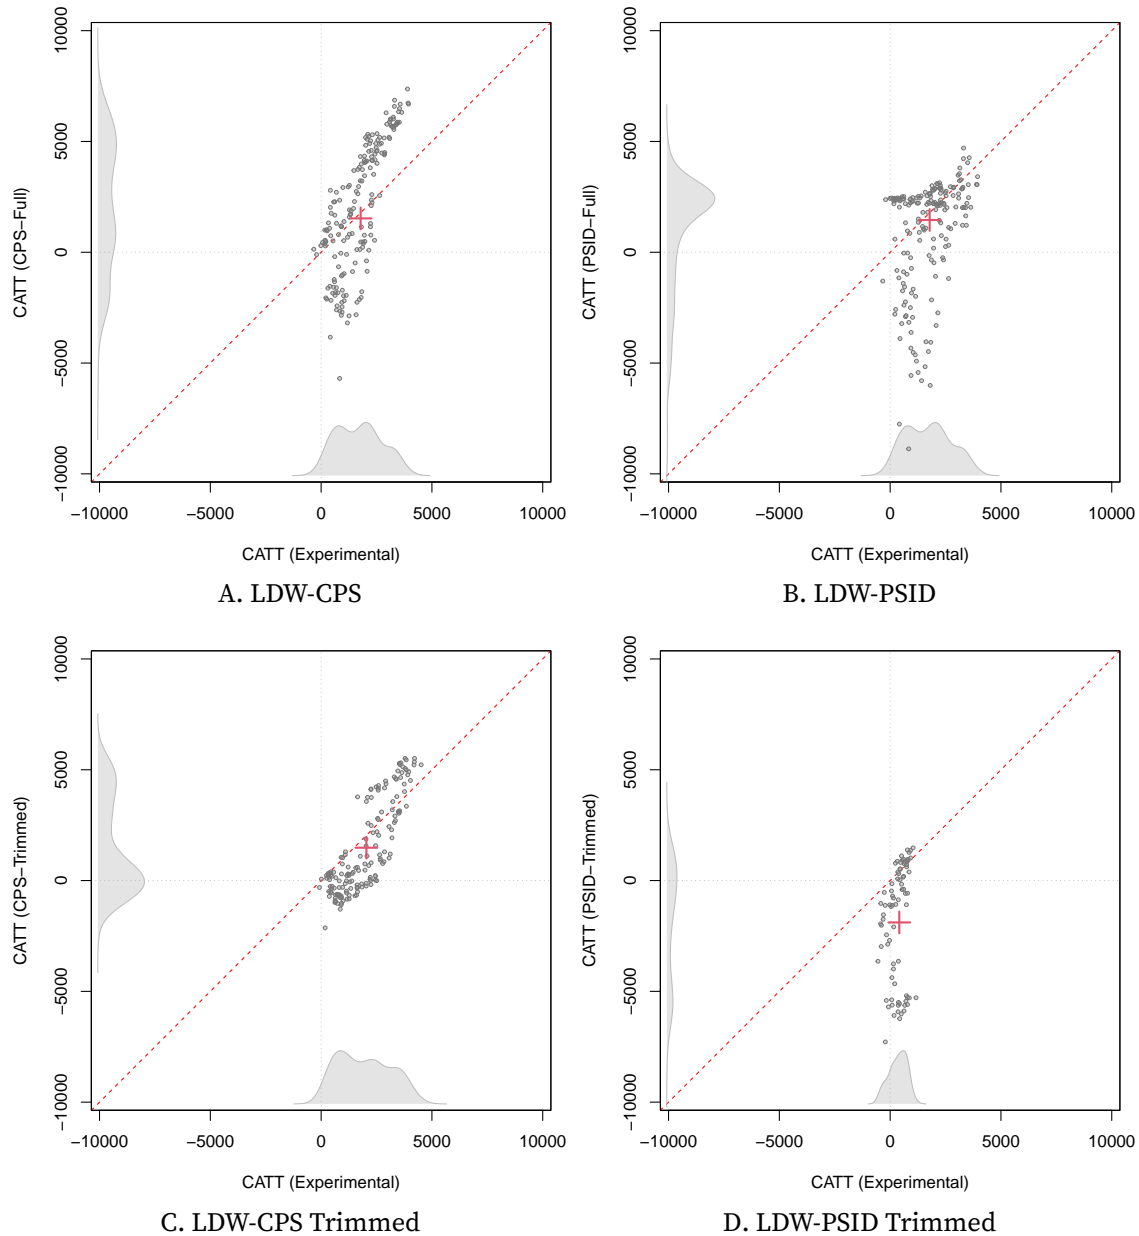 10000
5000
0
−5000
−10000
CATT (CPS−Full)
−10000 −5000 0 5000 10000
CATT (Experimental)
A. LDW-CPS
10000
5000
0
−5000
−10000
CATT (PSID−Full)
−10000 −5000 0 5000 10000
CATT (Experimental)
B. LDW-PSID
10000
5000
0
−5000
−10000
CATT (CPS−Trimmed)
−10000 −5000 0 5000 10000
CATT (Experimental)
C. LDW-CPS Trimmed
10000
5000
0
−5000
−10000
CATT (PSID−Trimmed)
−10000 −5000 0 5000 10000
CATT (Experimental)
D. LDW-PSID Trimmed